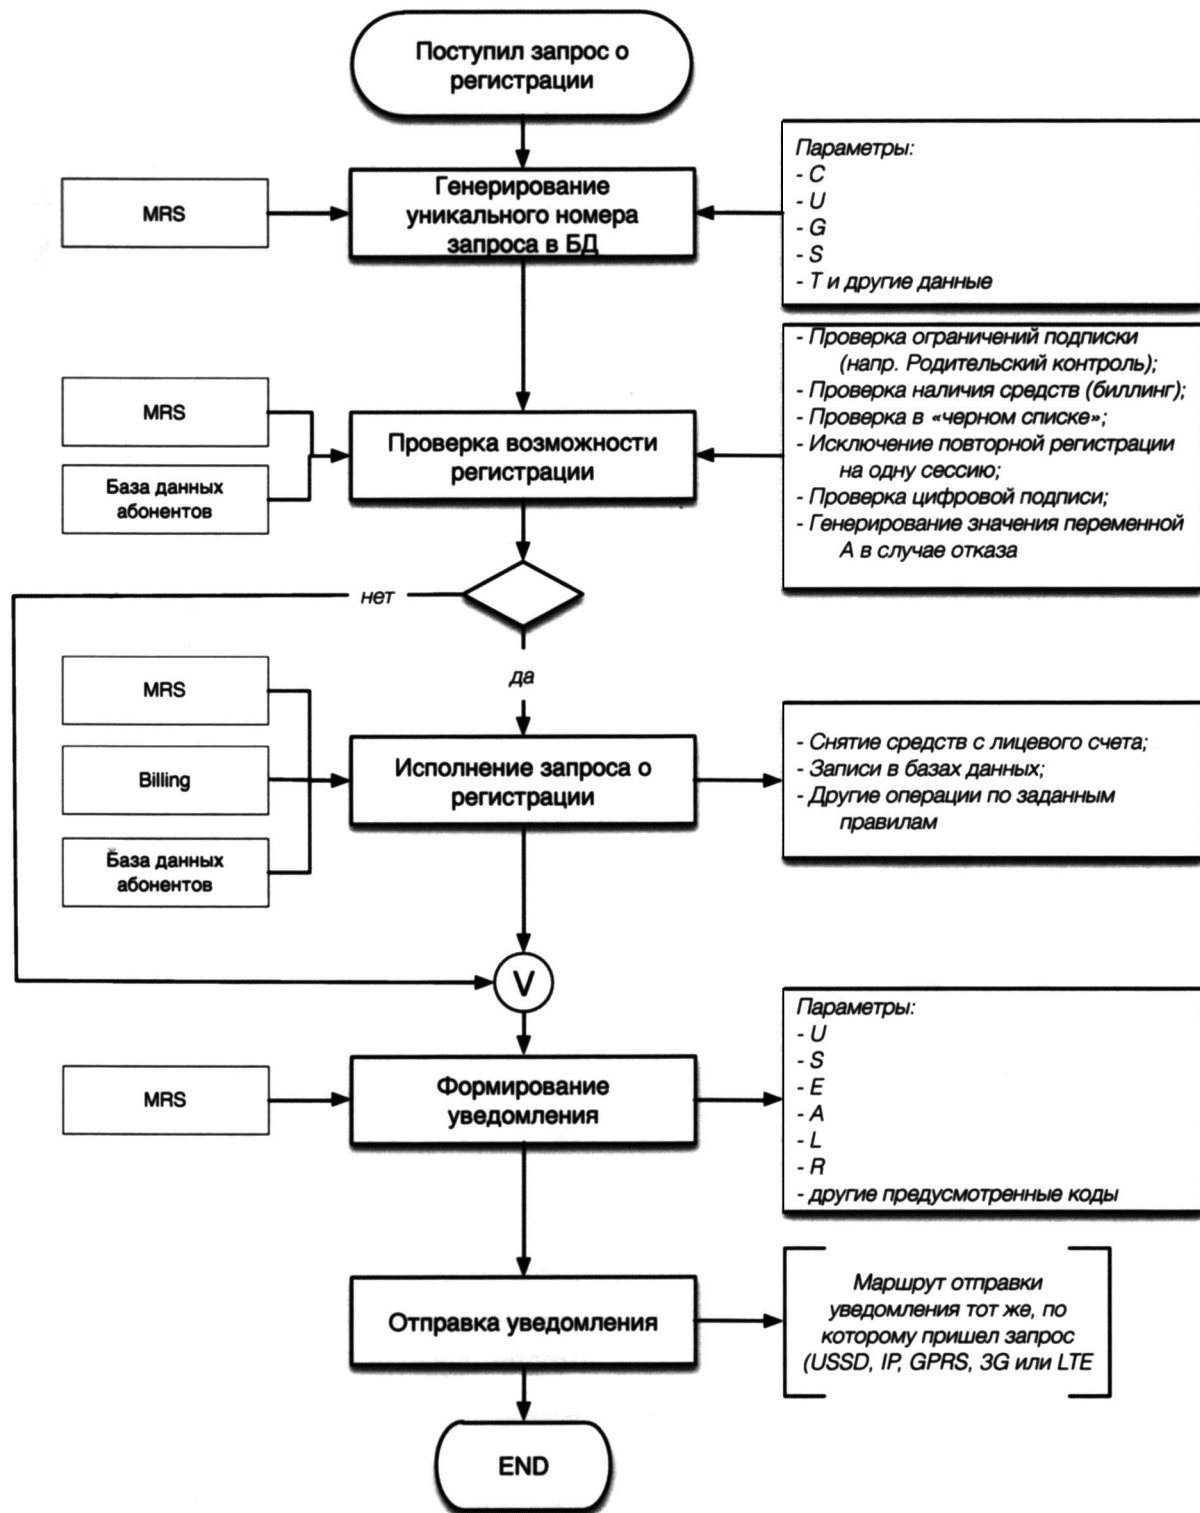 Поступил запрос о
регистрации
MRS
Генерирование
уникального номера
запроса в БД
Параметры:
- C
- U
- G
- S
- T и другие данные
MRS
База данных
абонентов
Проверка возможности
регистрации
- Проверка ограничений подписки
(напр. Родительский контроль);
- Проверка наличия средств (биллинг);
- Проверка в «черном списке»;
- Исключение повторной регистрации
на одну сессию;
- Проверка цифровой подписи;
- Генерирование значения переменной
А в случае отказа
нет
да
MRS
Billing
База данных
абонентов
Исполнение запроса о
регистрации
- Снятие средств с лицевого счета;
- Записи в базах данных;
- Другие операции по заданным
правилам
V
MRS
Формирование
уведомления
Параметры:
- U
- S
- E
- A
- L
- R
- другие предусмотренные коды
Отправка уведомления
Маршрут отправки
уведомления тот же, по
которому пришел запрос
(USSD, IP, GPRS, 3G или LTE
END